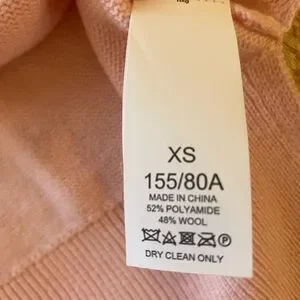 XS
155/80A
MADE IN CHINA
52% POLYAMIDE
48% WOOL
DRY CLEAN ONLY